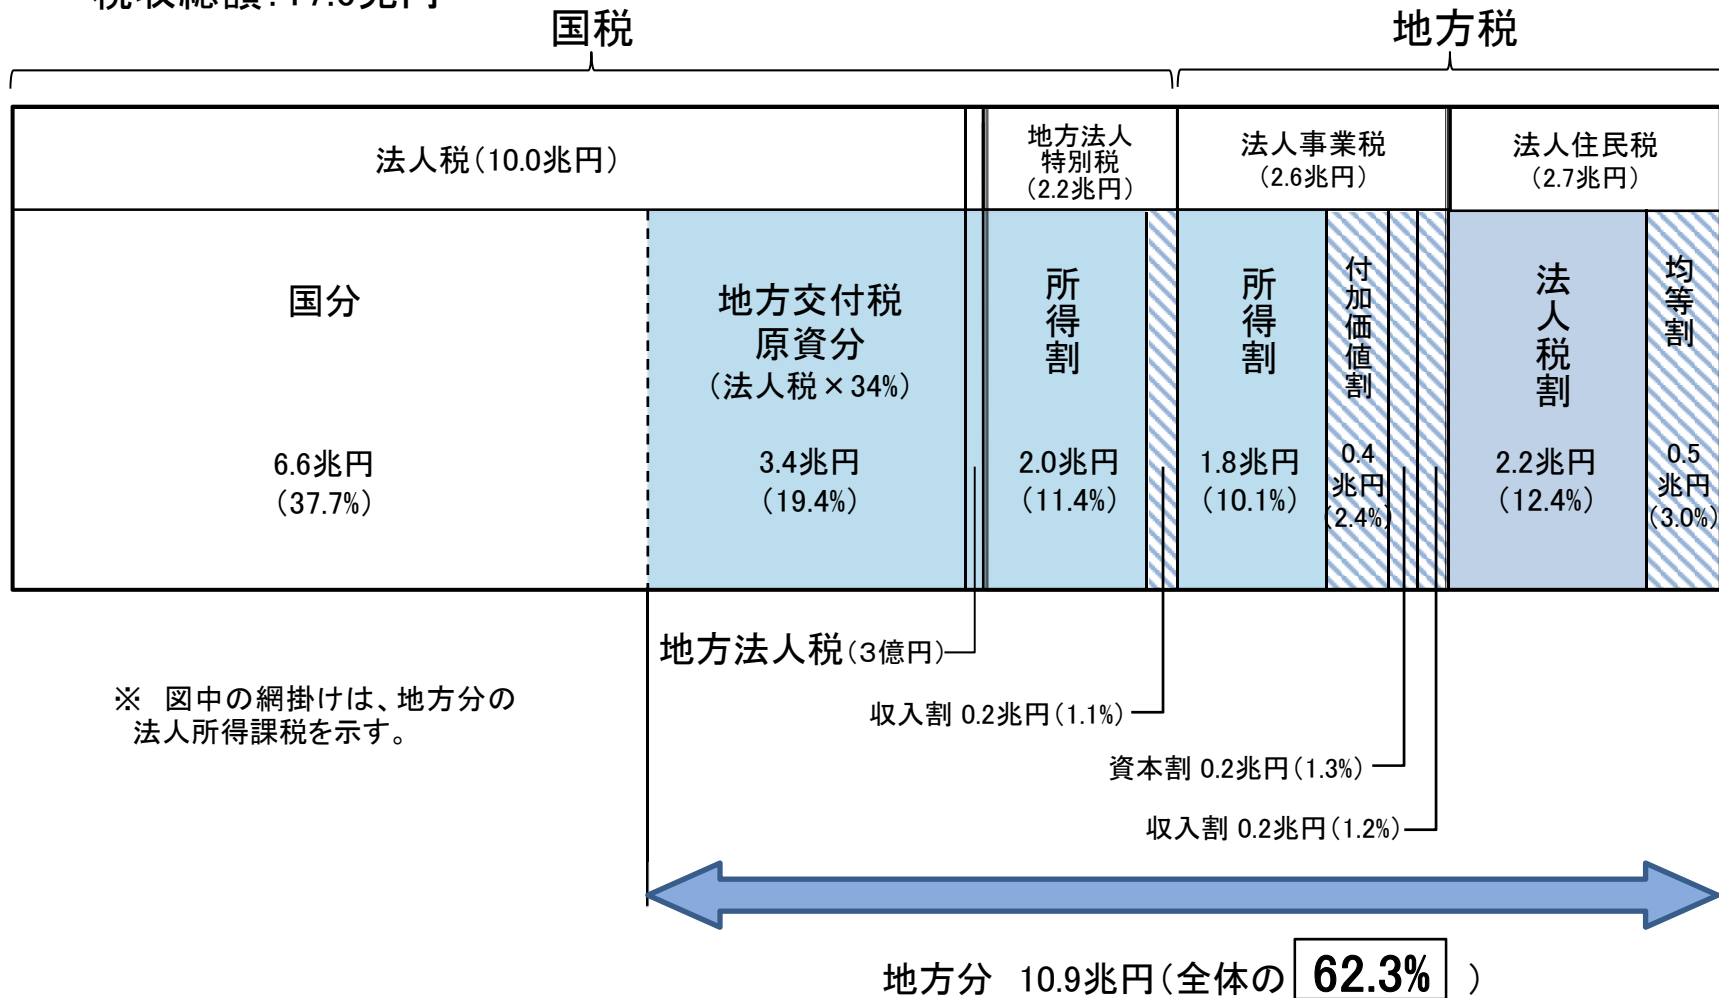 国税
地方税
法人税(10.0兆円)
地方法人
特別税
(2.2兆円)
法人事業税
(2.6兆円)
法人住民税
(2.7兆円)
国分
6.6兆円
(37.7%)
地方交付税
原資分
(法人税×34%)
3.4兆円
(19.4%)
所得割
2.0兆円
(11.4%)
所得割
1.8兆円
(10.1%)
付加価値割
0.4
兆円
(2.4%)
法人税割
2.2兆円
(12.4%)
均等割
0.5
兆円
(3.0%)
地方法人税(3億円)
収入割 0.2兆円(1.1%)
資本割 0.2兆円(1.3%)
収入割 0.2兆円(1.2%)
※ 図中の網掛けは、地方分の
法人所得課税を示す。
地方分 10.9兆円(全体の 62.3% )